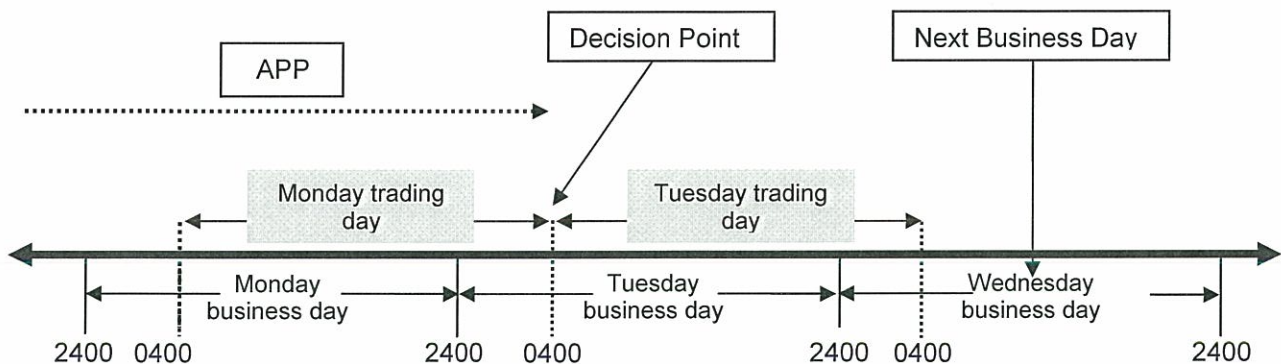 APP
Decision Point
Next Business Day
Monday trading
day
Tuesday trading
day
Monday
business day
Tuesday
business day
Wednesday
business day
2400 0400 2400 0400 2400 0400 2400